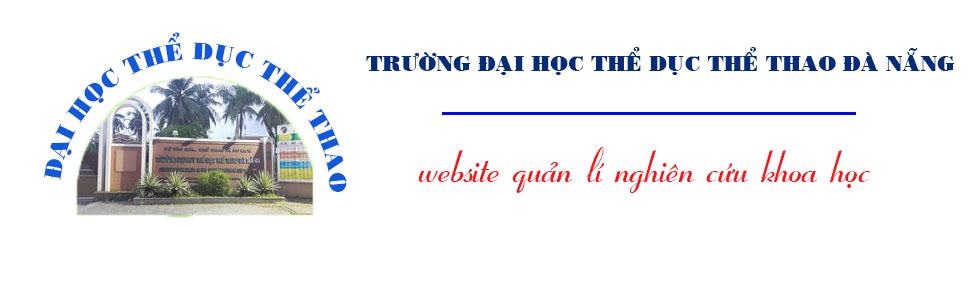 ĐẠI HỌC THỂ DỤC THỂ THAO
TRƯỜNG ĐẠI HỌC THỂ DỤC THỂ THAO ĐÀ NẴNG
website quản lí nghiên cứu khoa học